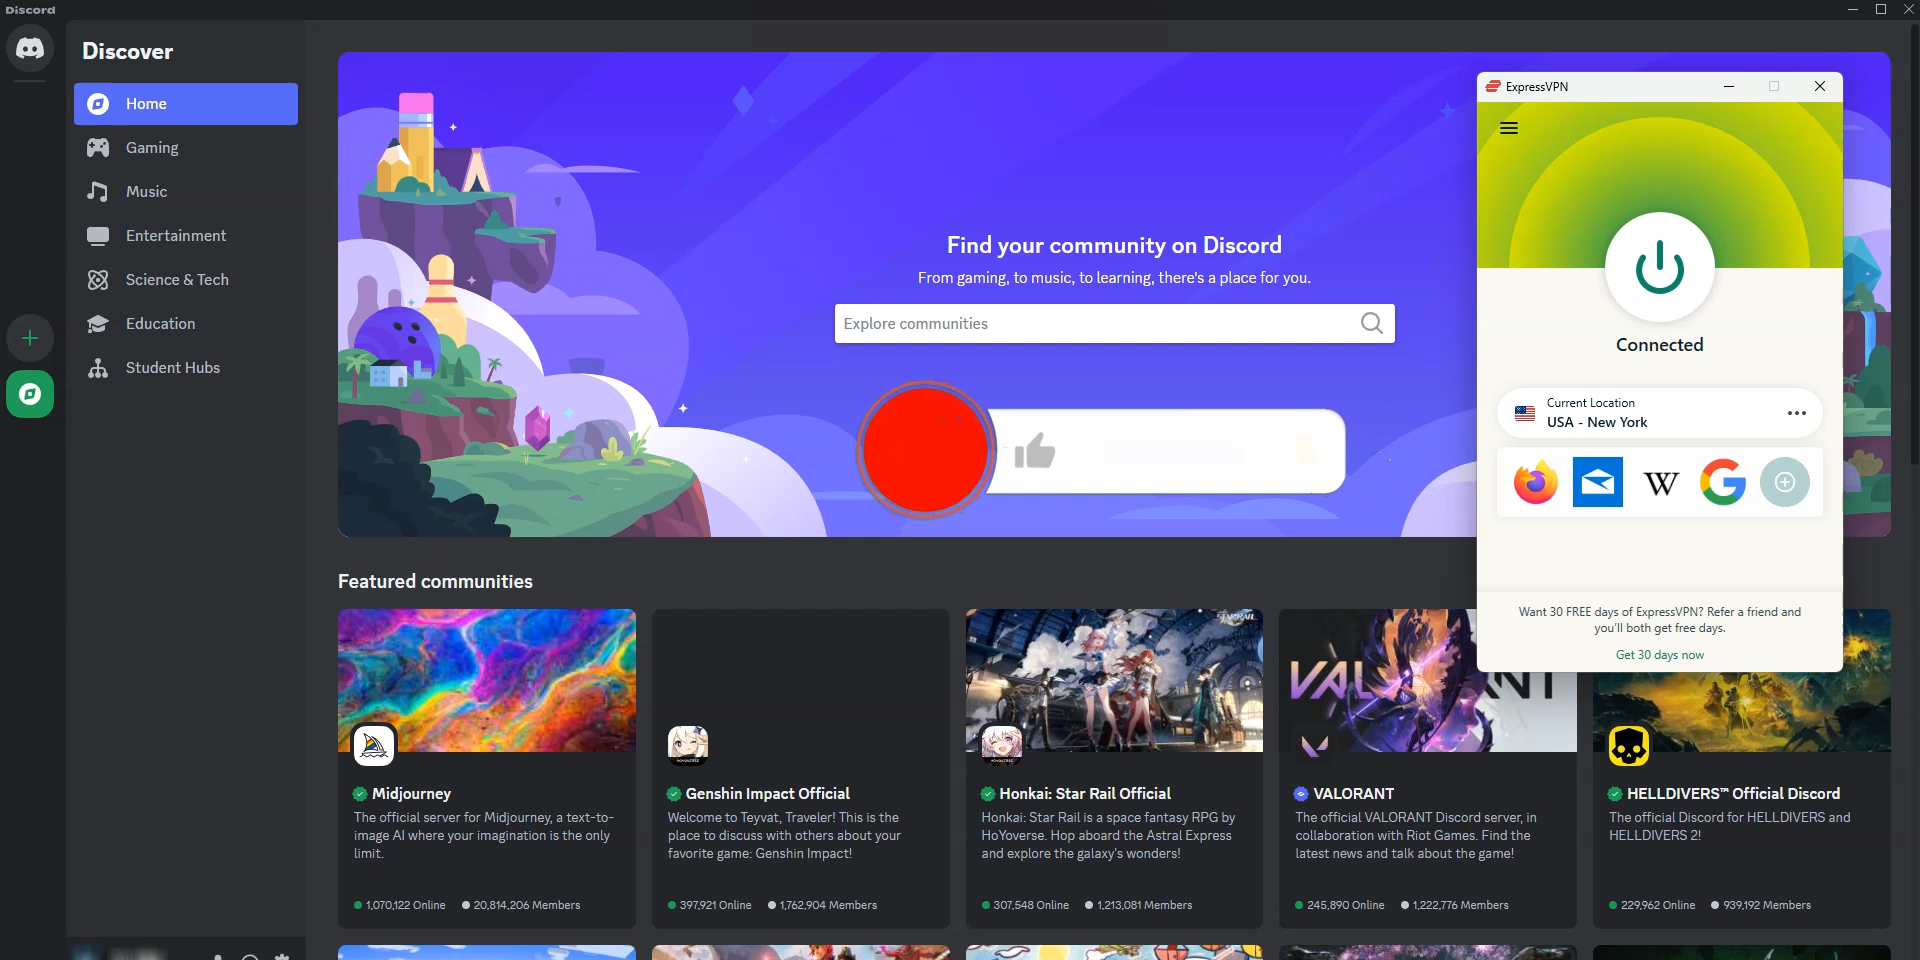 Discord
Discover
Home
Gaming
Music
Entertainment
Science & Tech
Education
Student Hubs
Find your community on Discord
From gaming, to music, to learning, there's a place for you.
Explore communities
ExpressVPN
Connected
Current Location
USA - New York
W
G
Want 30 FREE days of ExpressVPN? Refer a friend and
you'll both get free days.
Get 30 days now
Featured communities
Midjourney
The official server for Midjourney, a text-to-
image AI where your imagination is the only
limit.
1,070,122 Online
20,814,206 Members
Genshin Impact Official
Welcome to Teyvat, Traveler! This is the
place to discuss with others about your
favorite game: Genshin Impact!
397,921 Online
1,762,904 Members
Honkai: Star Rail Official
Honkai: Star Rail is a space fantasy RPG by
HoYoverse. Hop aboard the Astral Express
and explore the galaxy's wonders!
307,548 Online
1,213,081 Members
VALORANT
VALORANT
The official VALORANT Discord server, in
collaboration with Riot Games. Find the
latest news and talk about the game!
245,890 Online
1,222,776 Members
HELLDIVERS™ Official Discord
The official Discord for HELLDIVERS and
HELLDIVERS 2!
229,962 Online
939,192 Members